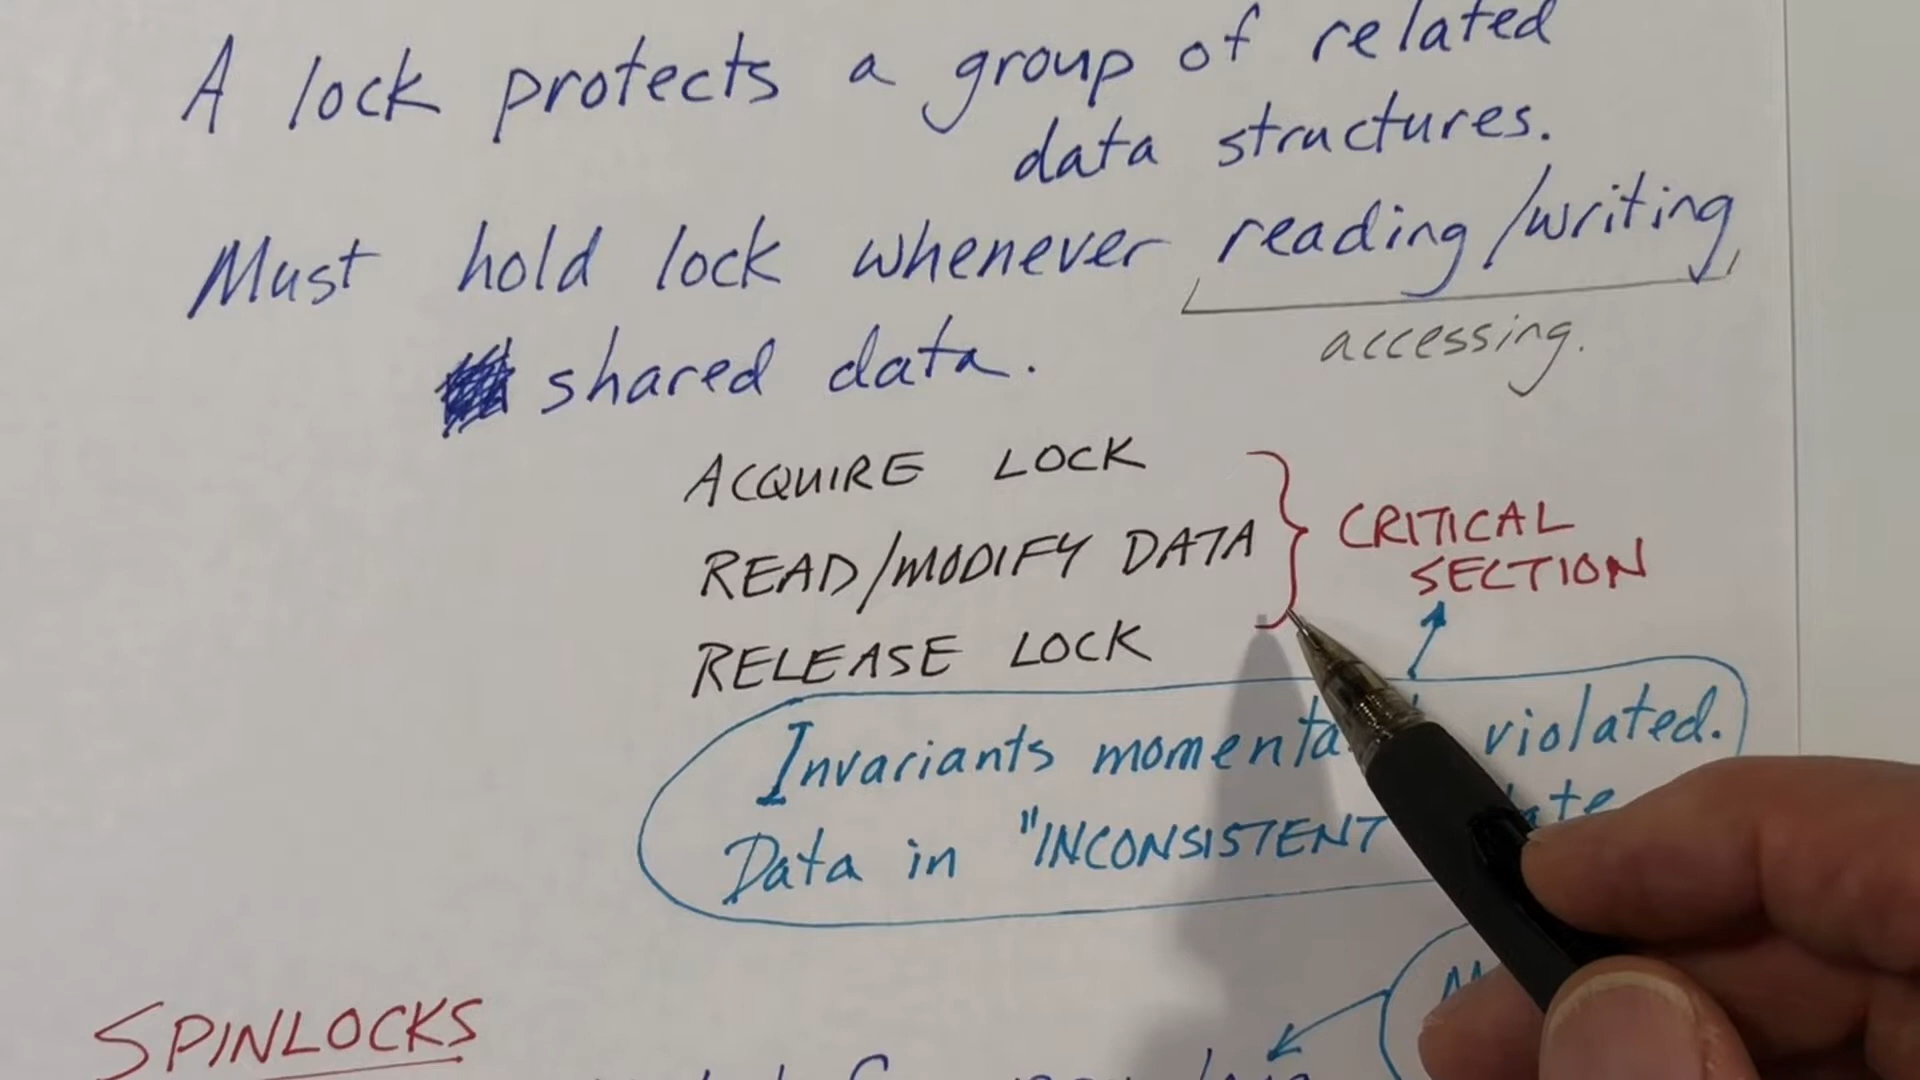 A lock protects a group of related
data structures.
Must hold lock whenever reading/writing
accessing.
shared data.
ACQUIRE LOCK
READ/MODIFY DATA
RELEASE LOCK
CRITICAL
SECTION
Invariants violated.
Data in "INCONSISTENT
SPINLOCKS